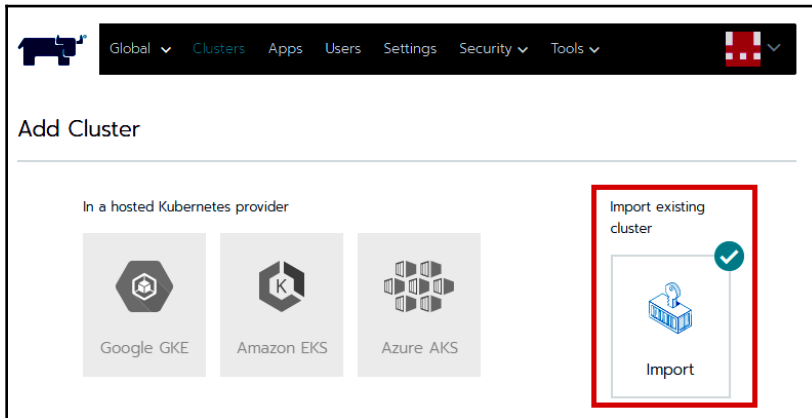 Global Clusters Apps Users Settings Security Tools
Add Cluster
In a hosted Kubernetes provider
Import existing
cluster
K
Google GKE Amazon EKS Azure AKS
Import